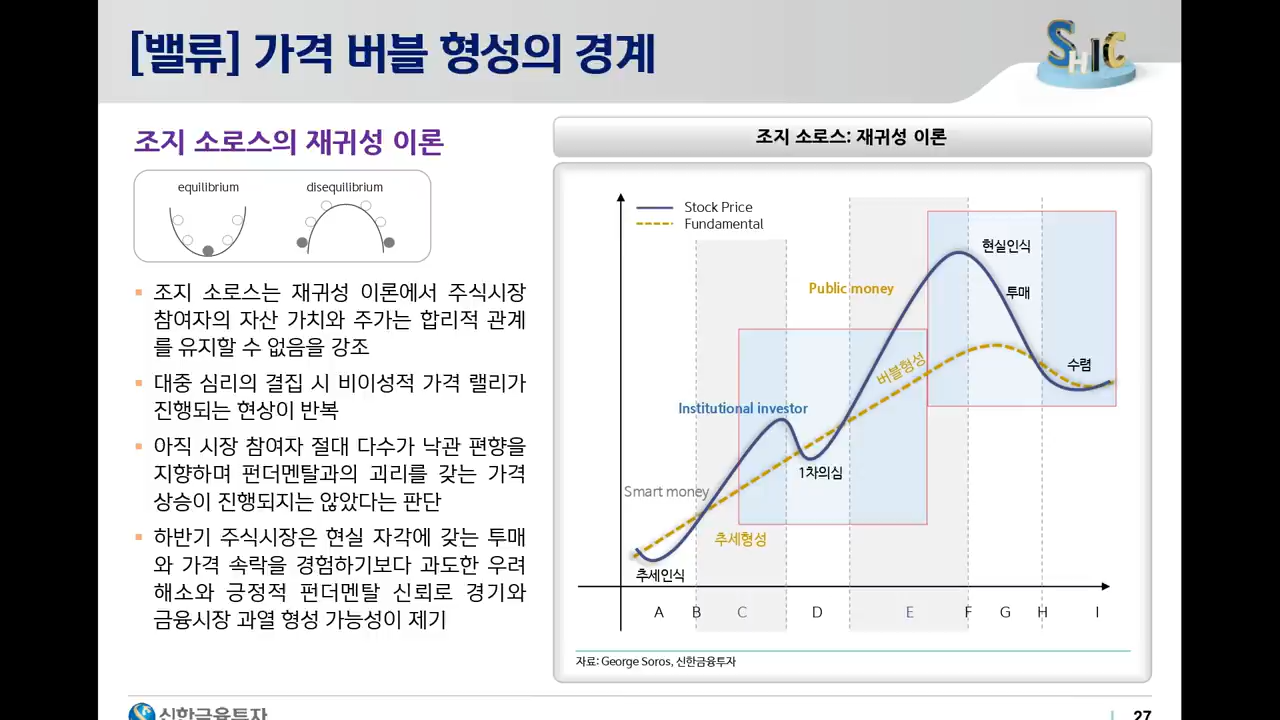 [밸류] 가격 버블 형성의 경계
SHIC
조지 소로스의 재귀성 이론
equilibrium
disequilibrium
조지 소로스는 재귀성 이론에서 주식시장
참여자의 자산 가치와 주가는 합리적 관계
를 유지할 수 없음을 강조
대중 심리의 결집 시 비이성적 가격 랠리가
진행되는 현상이 반복
아직 시장 참여자 절대 다수가 낙관 편향을
지향하며 펀더멘탈과의 괴리를 갖는 가격
상승이 진행되지는 않았다는 판단
하반기 주식시장은 현실 자각에 갖는 투매
와 가격 속락을 경험하기보다 과도한 우려
해소와 긍정적 펀더멘탈 신뢰로 경기와
금융시장 과열 형성 가능성이 제기
조지 소로스: 재귀성 이론
Stock Price
Fundamental
현실인식
Public money
투매
버블형성
수렴
Institutional investor
1차의심
Smart money
추세형성
추세인식
A B C D E F G H I
자료: George Soros, 신한금융투자
신한금융투자
27